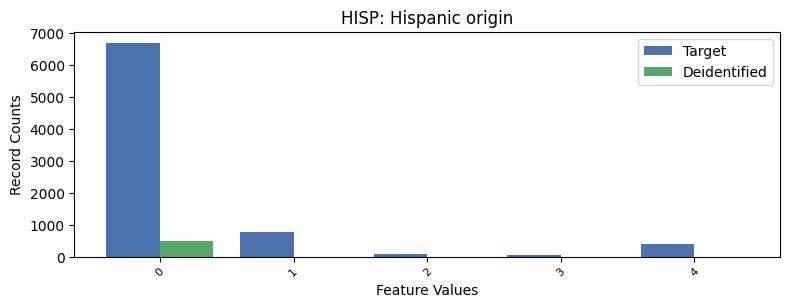 HISP: Hispanic origin
Target
Deidentified
Record Counts
7000
6000
5000
4000
3000
2000
1000
0
0
1
2
3
4
Feature Values